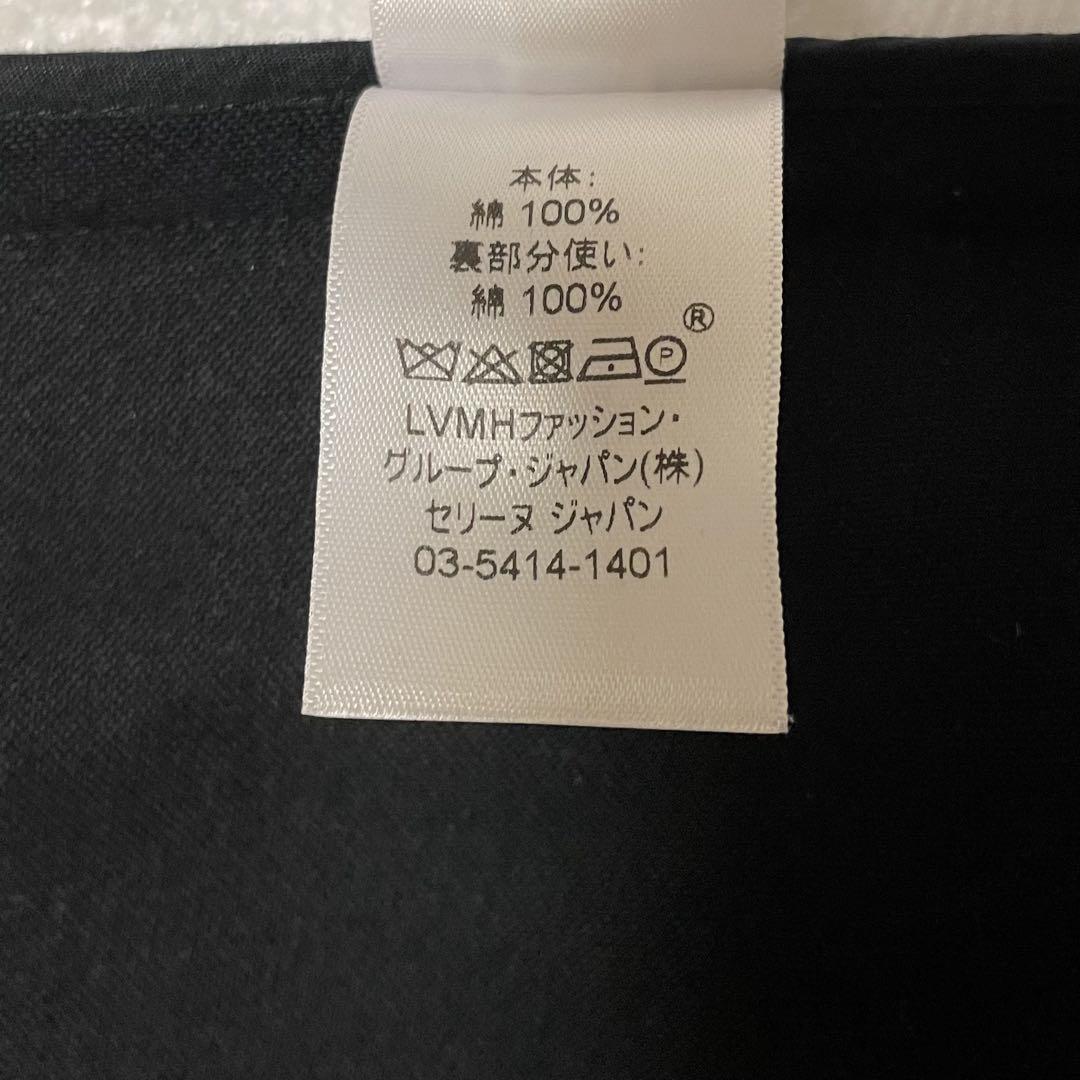 本体:
綿 100%
裏部分使い:
綿 100%
®
P
LVMHファッション・
グループ・ジャパン(株)
セリーヌ ジャパン
03-5414-1401